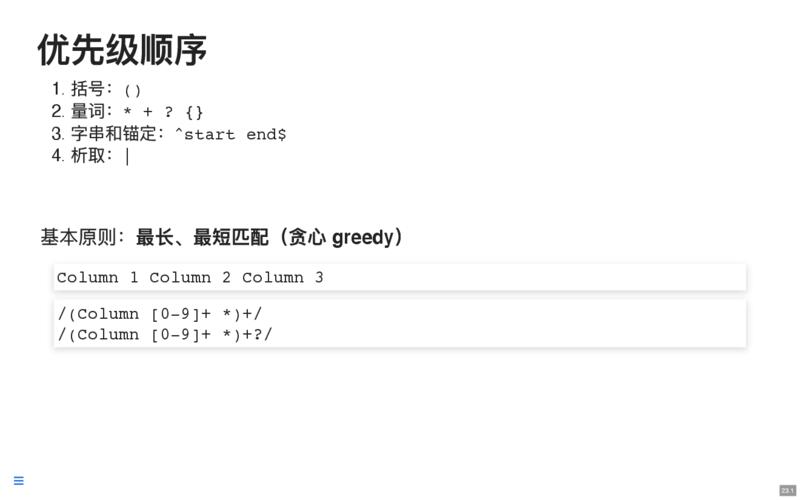 优先级顺序
1. 括号：()
2. 量词：* + ? {}
3. 字串和锚定：^start end$
4. 析取：|
基本原则：最长、最短匹配（贪心 greedy）
Column 1 Column 2 Column 3
/(Column [0-9]+ *)+/
/(Column [0-9]+ *)+?/
23.1